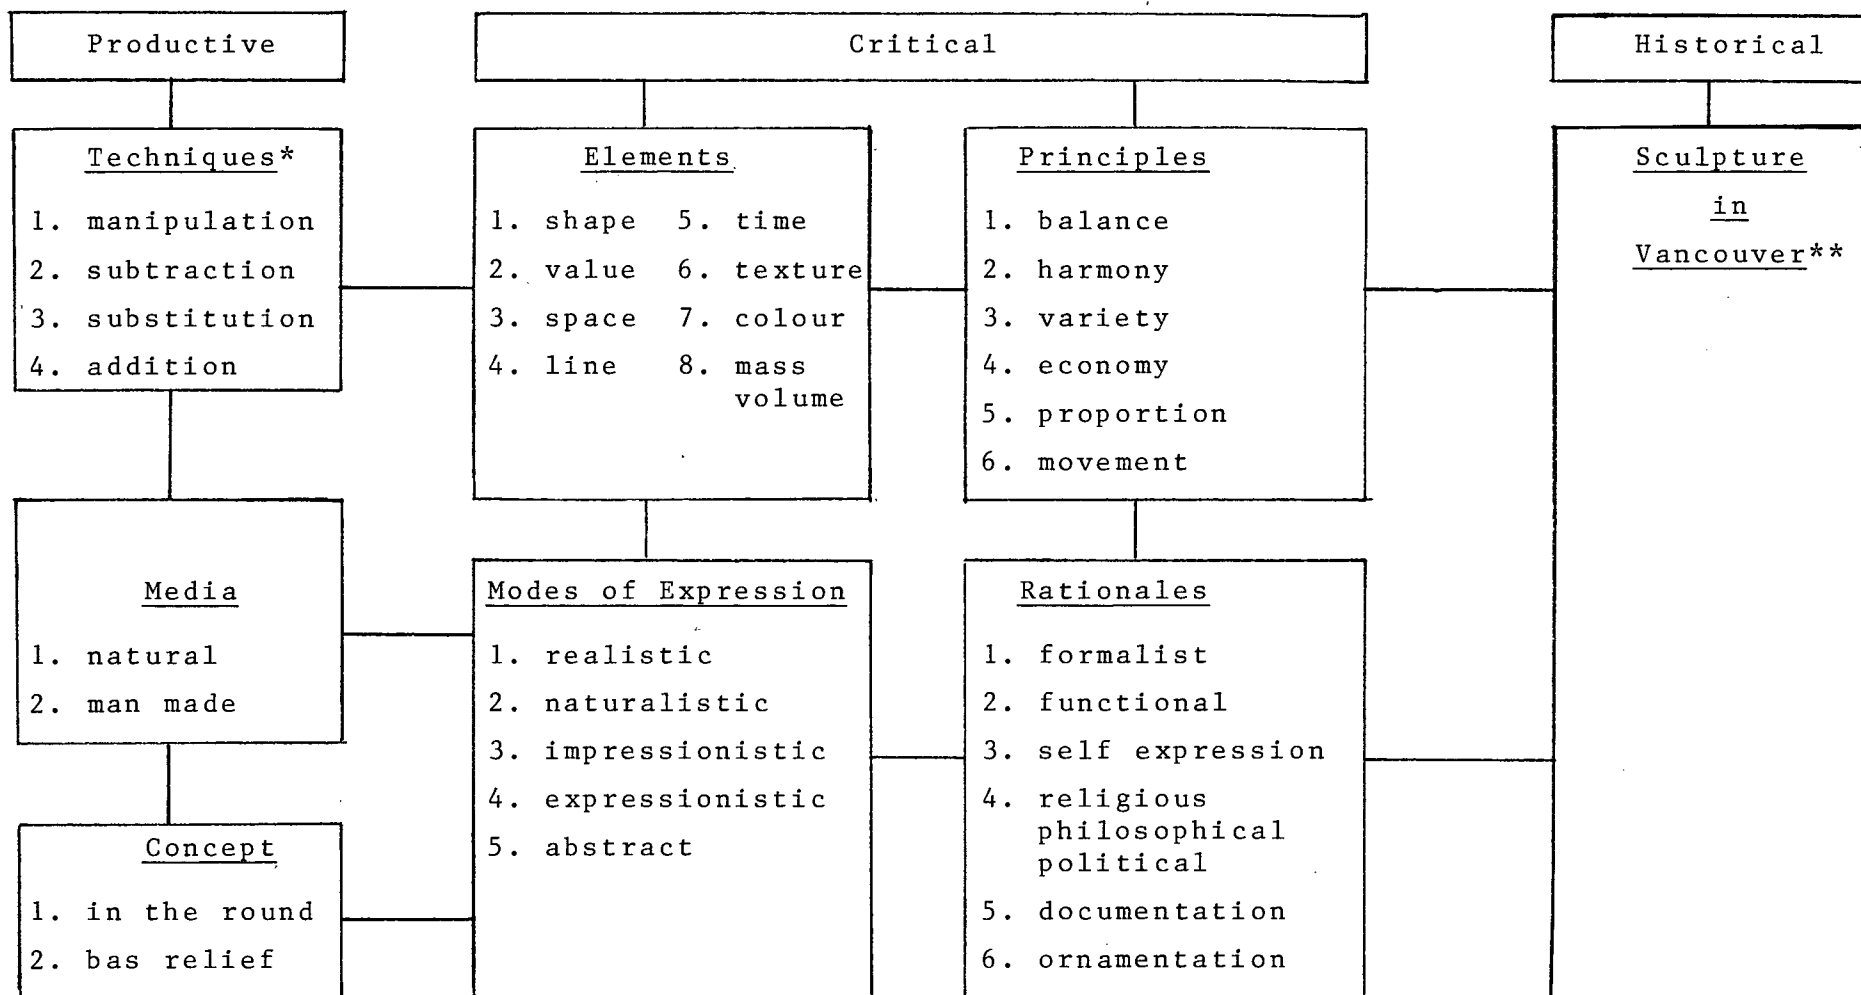 Productive
Critical
Historical
Techniques*
1. manipulation
2. subtraction
3. substitution
4. addition
Elements
1. shape
2. value
3. space
4. line
5. time
6. texture
7. colour
8. mass
volume
Principles
1. balance
2. harmony
3. variety
4. economy
5. proportion
6. movement
Sculpture
in
Vancouver**
Media
1. natural
2. man made
Modes of Expression
1. realistic
2. naturalistic
3. impressionistic
4. expressionistic
5. abstract
Rationales
1. formalist
2. functional
3. self expression
4. religious
philosophical
political
5. documentation
6. ornamentation
Concept
1. in the round
2. bas relief